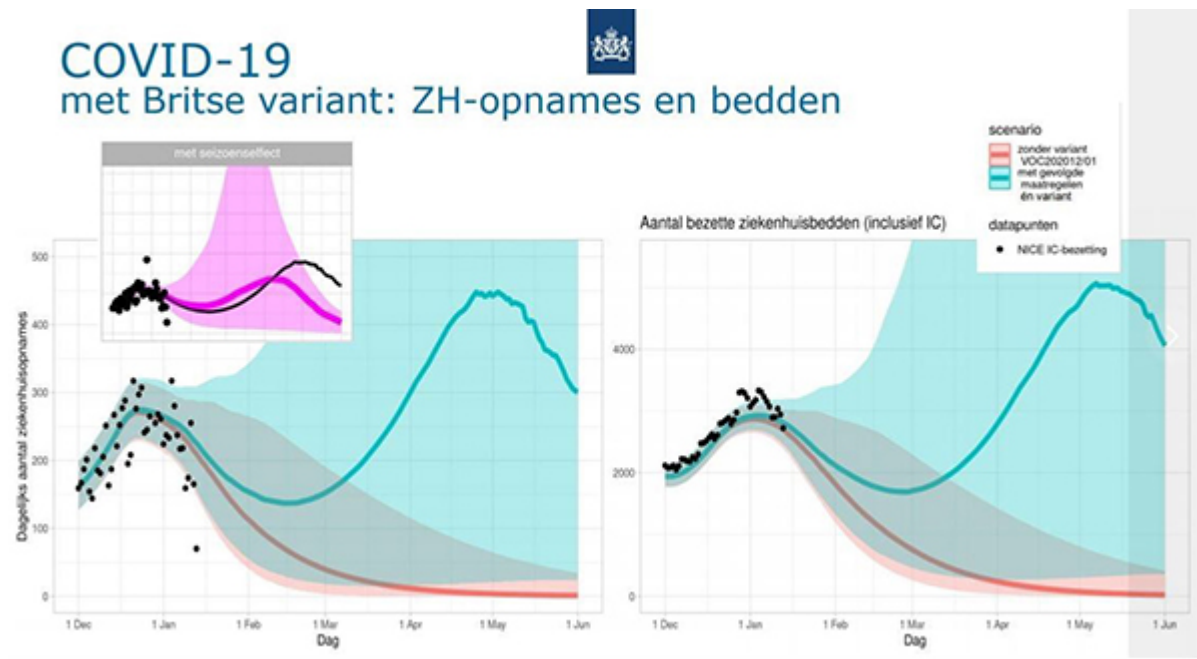 COVID-19
met Britse variant: ZH-opnames en bedden
met seizoenseffect
scenario
zonder variant
VOC202012/01
met gevolgde
maatregelen
én variant
datapunten
NICE IC-bezetting
Dagelijks aantal ziekenhuisopnames
500
400
300
200
100
0
1 Dec
1 Jan
1 Feb
1 Mar
1 Apr
1 May
1 Jun
Dag
Aantal bezette ziekenhuisbedden (inclusief IC)
4000
2000
0
1 Dec
1 Jan
1 Feb
1 Mar
1 Apr
1 May
1 Jun
Dag